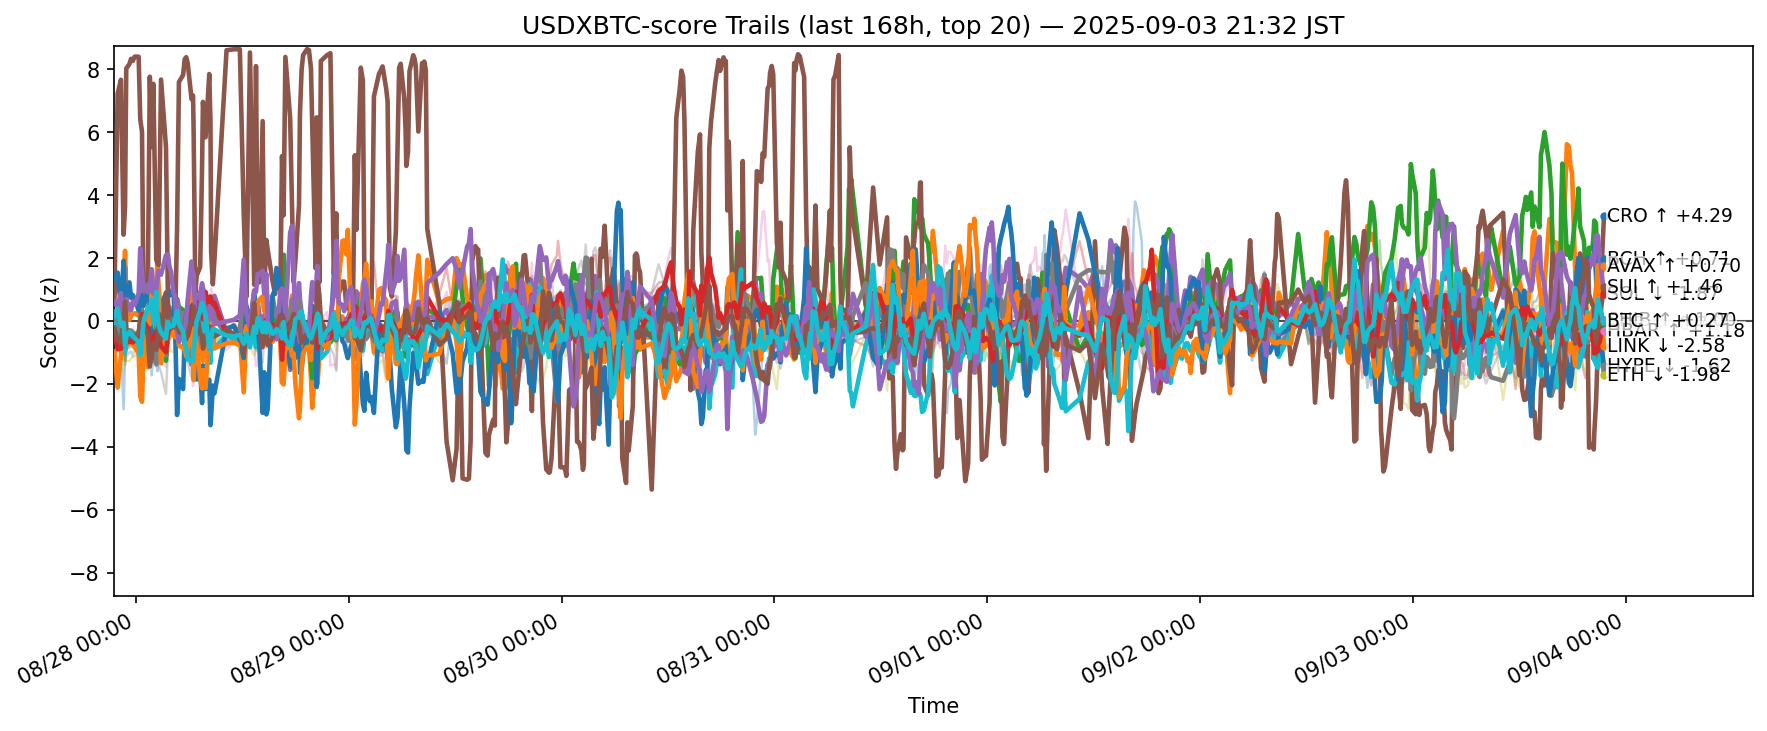 USDXBTC-score Trails (last 168h, top 20) — 2025-09-03 21:32 JST
Score (z)
8
6
4
2
0
−2
−4
−6
−8
CRO ↑ +4.29
AVAX ↑ +0.70
SUI ↑ +1.46
BTC ↑ +0.27
LINK ↓ -2.58
ETH ↓ -1.98
08/28 00:00
08/29 00:00
08/30 00:00
08/31 00:00
09/01 00:00
09/02 00:00
09/03 00:00
09/04 00:00
Time